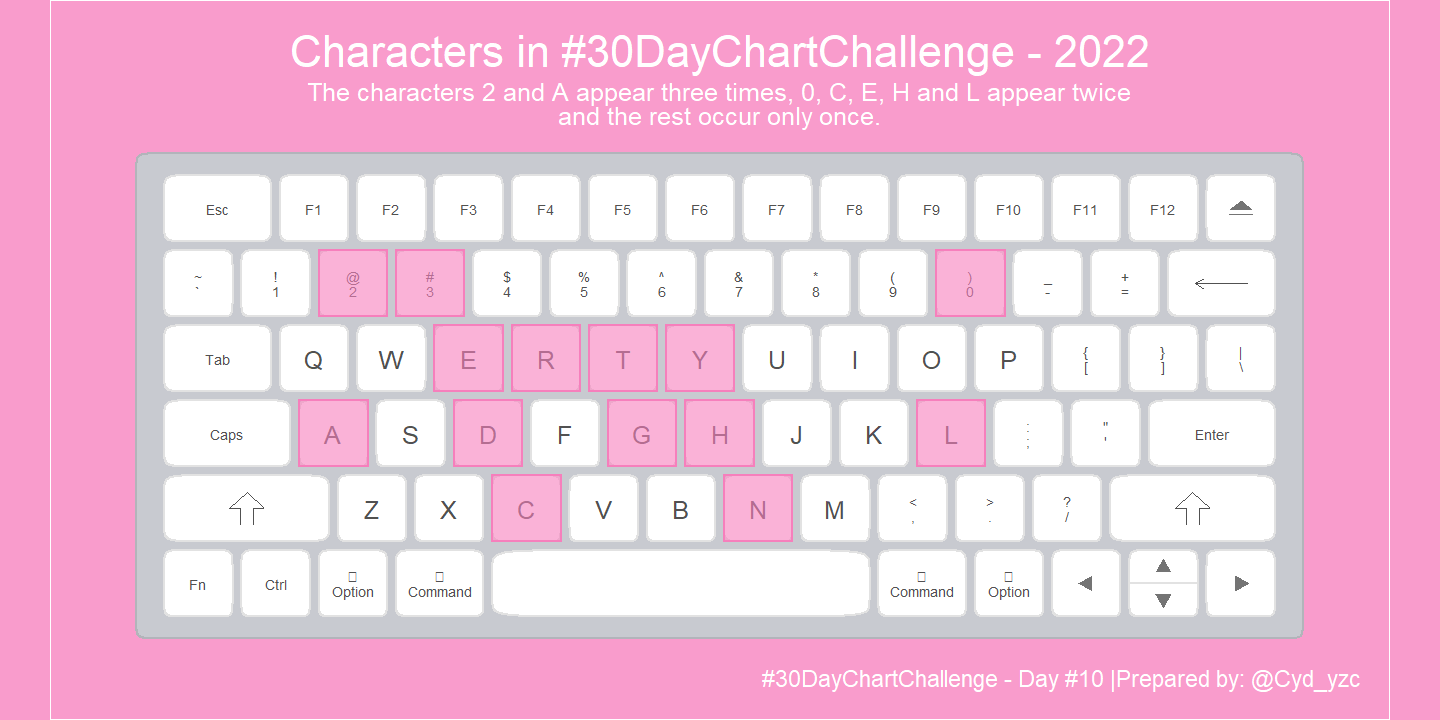 Characters in #30DayChartChallenge - 2022
The characters 2 and A appear three times, 0, C, E, H and L appear twice
and the rest occur only once.
Esc F1 F2 F3 F4 F5 F6 F7 F8 F9 F10 F11 F12
~ ! @ # $ % ^ & * ( ) _ +
` 1 2 3 4 5 6 7 8 9 0 - =
Tab Q W E R T Y U I O P { } |
[ ] \
Caps A S D F G H J K L : " Enter
; '
Z X C V B N M < > ?
, . /
Fn Ctrl Option Command Command Option
#30DayChartChallenge - Day #10 |Prepared by: @Cyd_yzc